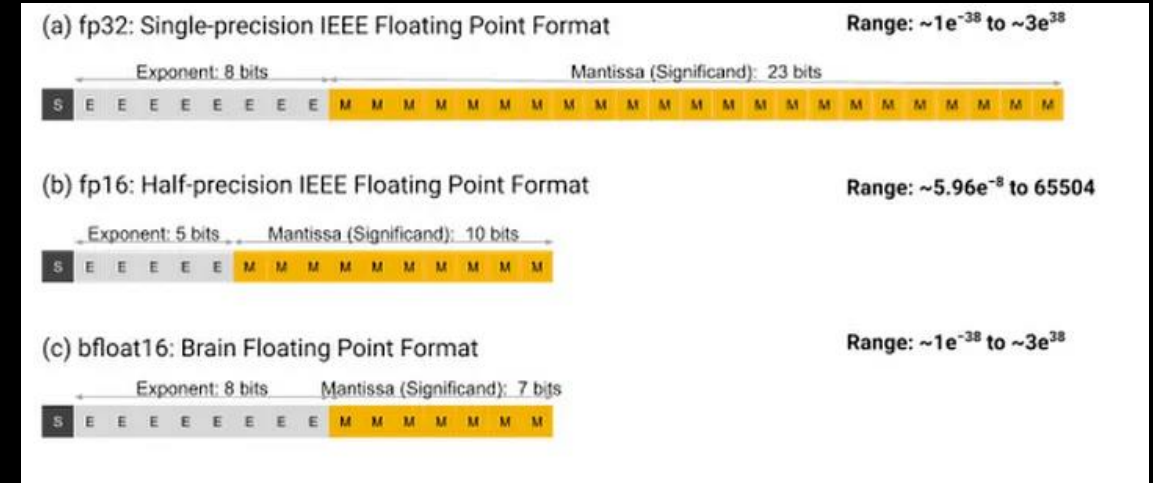 (a) fp32: Single-precision IEEE Floating Point Format Range: ~1e⁻³⁸ to ~3e³⁸
Exponent: 8 bits Mantissa (Significand): 23 bits
S E E E E E E E E M M M M M M M M M M M M M M M M M M M M M M M
(b) fp16: Half-precision IEEE Floating Point Format Range: ~5.96e⁻⁸ to 65504
Exponent: 5 bits Mantissa (Significand): 10 bits
S E E E E E M M M M M M M M M M
(c) bfloat16: Brain Floating Point Format Range: ~1e⁻³⁸ to ~3e³⁸
Exponent: 8 bits Mantissa (Significand): 7 bits
S E E E E E E E E M M M M M M M